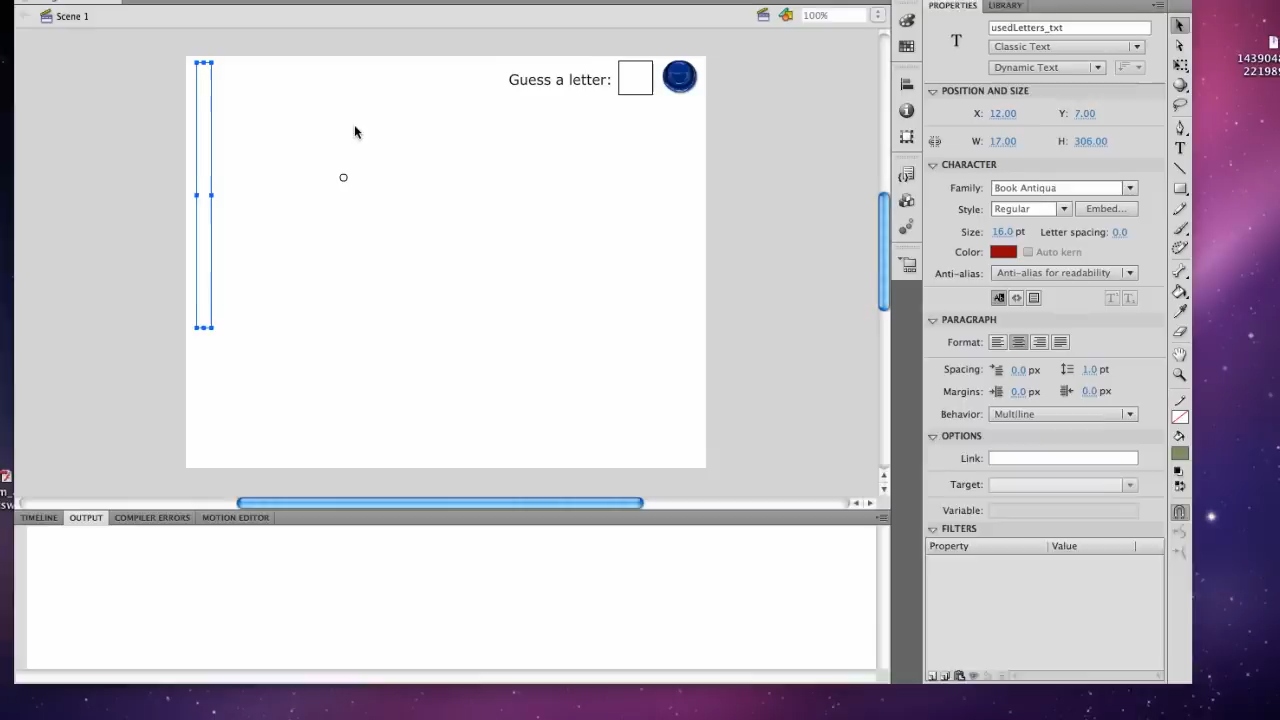 PROPERTIES LIBRARY
Scene 1
100%
usedLetters_txt
T
Classic Text
Dynamic Text
Guess a letter:
POSITION AND SIZE
X: 12.00 Y: 7.00
W: 17.00 H: 306.00
CHARACTER
Family: Book Antiqua
Style: Regular Embed...
Size: 16.0 pt Letter spacing: 0.0
Color: Auto kern
Anti-alias: Anti-alias for readability
PARAGRAPH
Format:
Spacing: 0.0 px 1.0 pt
Margins: 0.0 px 0.0 px
Behavior: Multiline
OPTIONS
Link:
Target:
Variable:
FILTERS
Property Value
TIMELINE OUTPUT COMPILER ERRORS MOTION EDITOR
1439048
221989